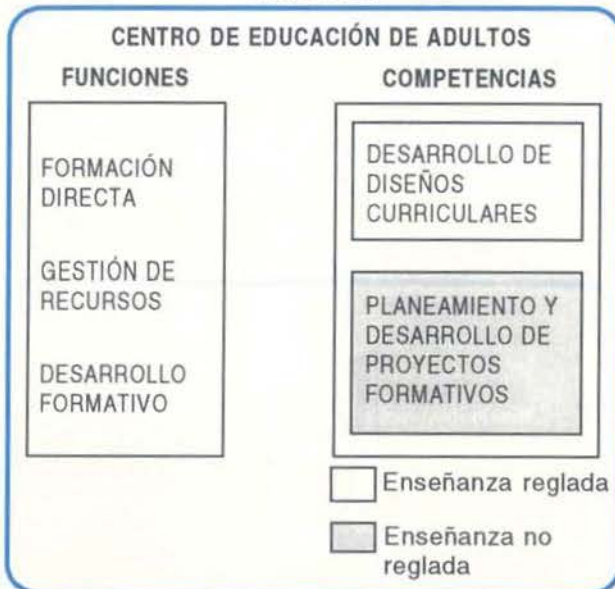 CENTRO DE EDUCACIÓN DE ADULTOS
FUNCIONES
FORMACIÓN
DIRECTA
GESTIÓN DE
RECURSOS
DESARROLLO
FORMATIVO
COMPETENCIAS
DESARROLLO DE
DISEÑOS
CURRICULARES
PLANEAMIENTO Y
DESARROLLO DE
PROYECTOS
FORMATIVOS
Enseñanza reglada
Enseñanza no
reglada